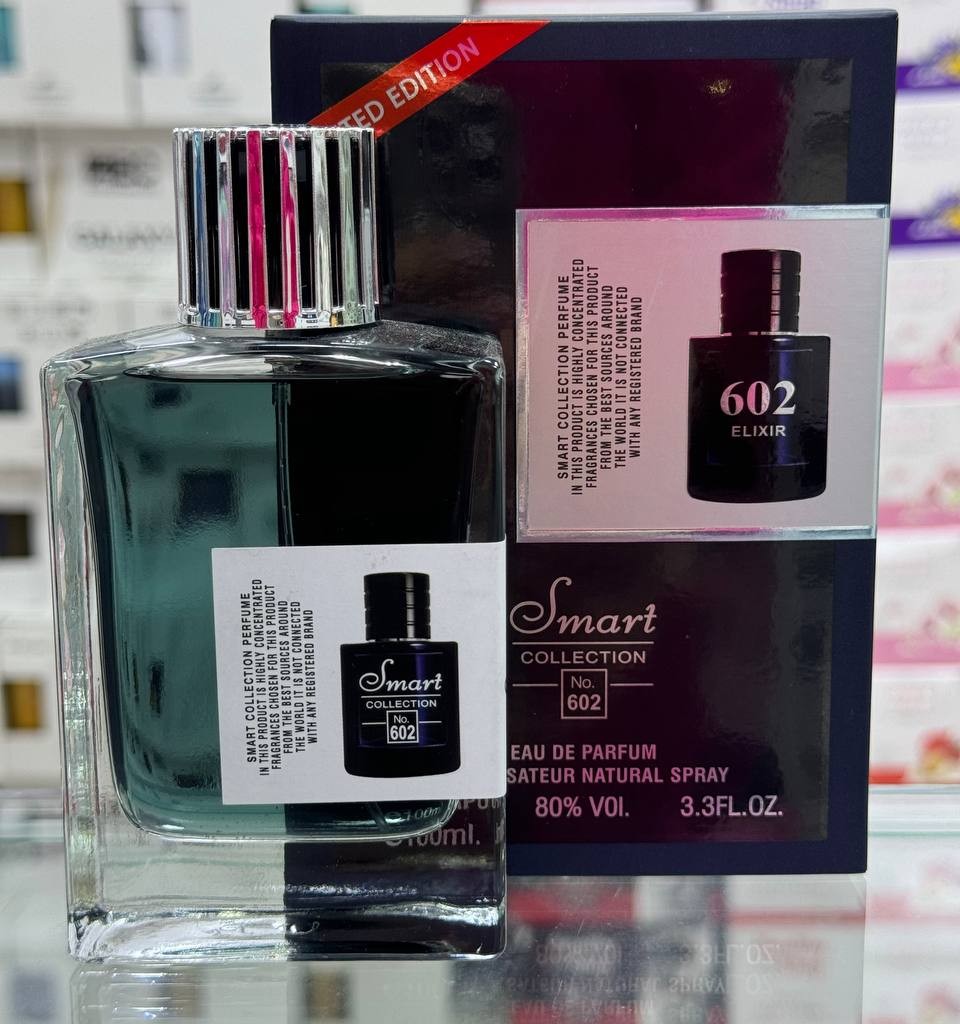 TED EDITION
SMART COLLECTION PERFUME
IN THIS PRODUCT IS HIGHLY CONCENTRATED
FRAGRANCES CHOSEN FOR THIS PRODUCT
FROM THE BEST SOURCES AROUND
THE WORLD IT IS NOT CONNECTED
WITH ANY REGISTERED BRAND
602
ELIXIR
Smart
COLLECTION
No.
602
EAU DE PARFUM
SATEUR NATURAL SPRAY
80% VOl. 3.3FL.OZ.
SMART COLLECTION PERFUME
IN THIS PRODUCT IS HIGHLY CONCENTRATED
FRAGRANCES CHOSEN FOR THIS PRODUCT
FROM THE BEST SOURCES AROUND
THE WORLD IT IS NOT CONNECTED
WITH ANY REGISTERED BRAND
Smart
COLLECTION
No.
602
100ml.